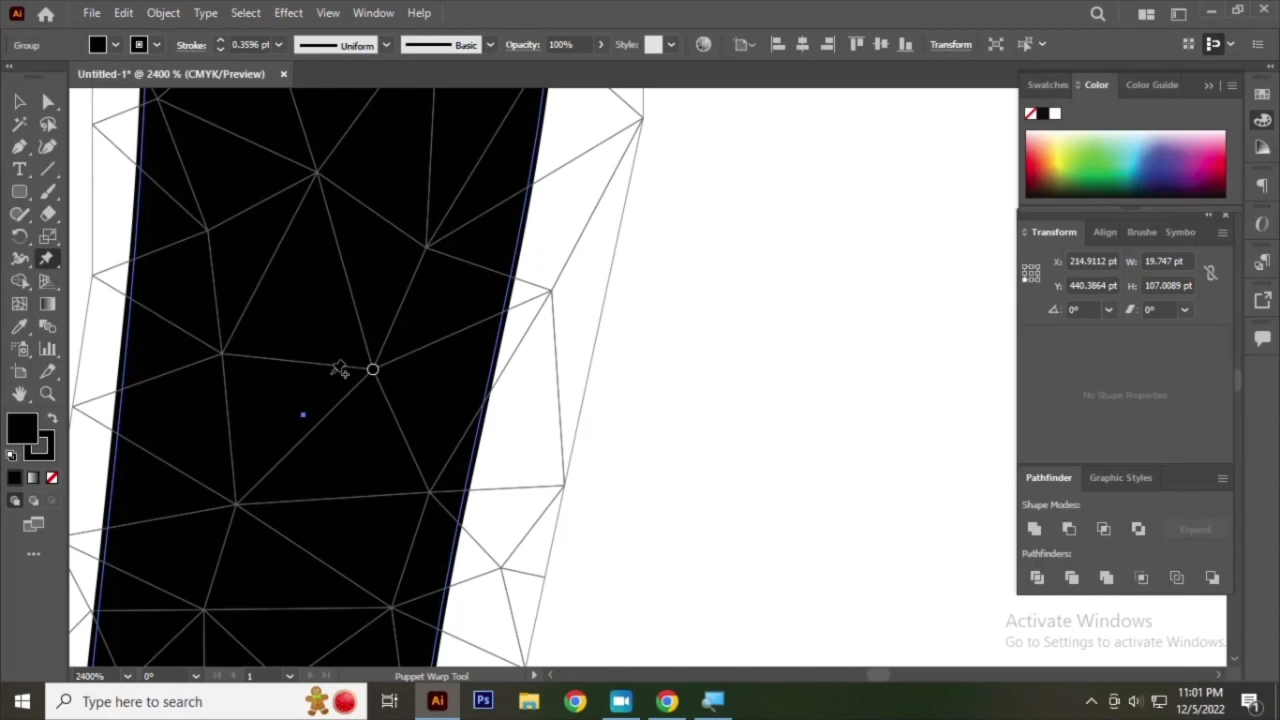 Ai
File Edit Object Type Select Effect View Window Help
Group Stroke: 0.3596 pt Uniform Basic Opacity: 100% Style: Transform
Untitled-1* @ 2400 % (CMYK/Preview) ×
Swatches Color Color Guide
Transform Align Brushe Symbo
X: 214.9112 pt W: 19.747 pt
Y: 440.3864 pt H: 107.0089 pt
0° 0°
No Shape Properties
Pathfinder Graphic Styles
Shape Modes:
Expand
Pathfinders:
Activate Windows
Go to Settings to activate Windows.
2400% 0° 1 Puppet Warp Tool
Type here to search
Ai
Ps
11:01 PM
12/5/2022
1